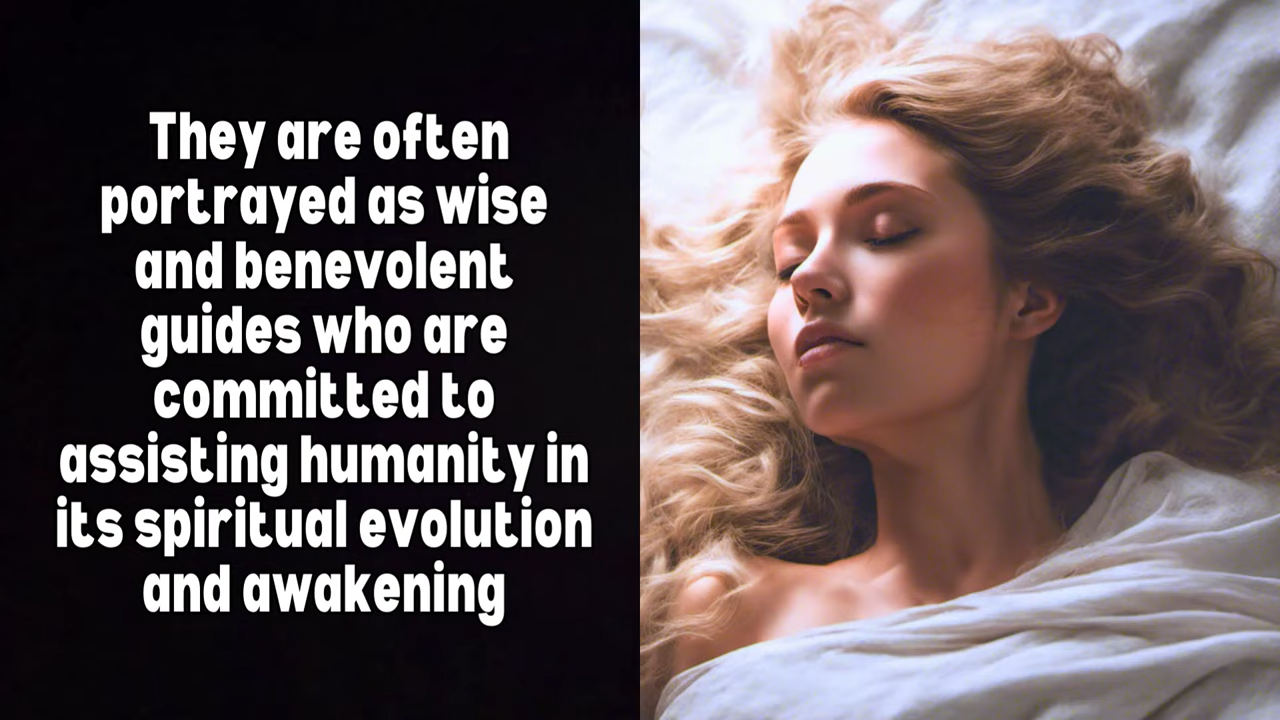 They are often
portrayed as wise
and benevolent
guides who are
committed to
assisting humanity in
its spiritual evolution
and awakening